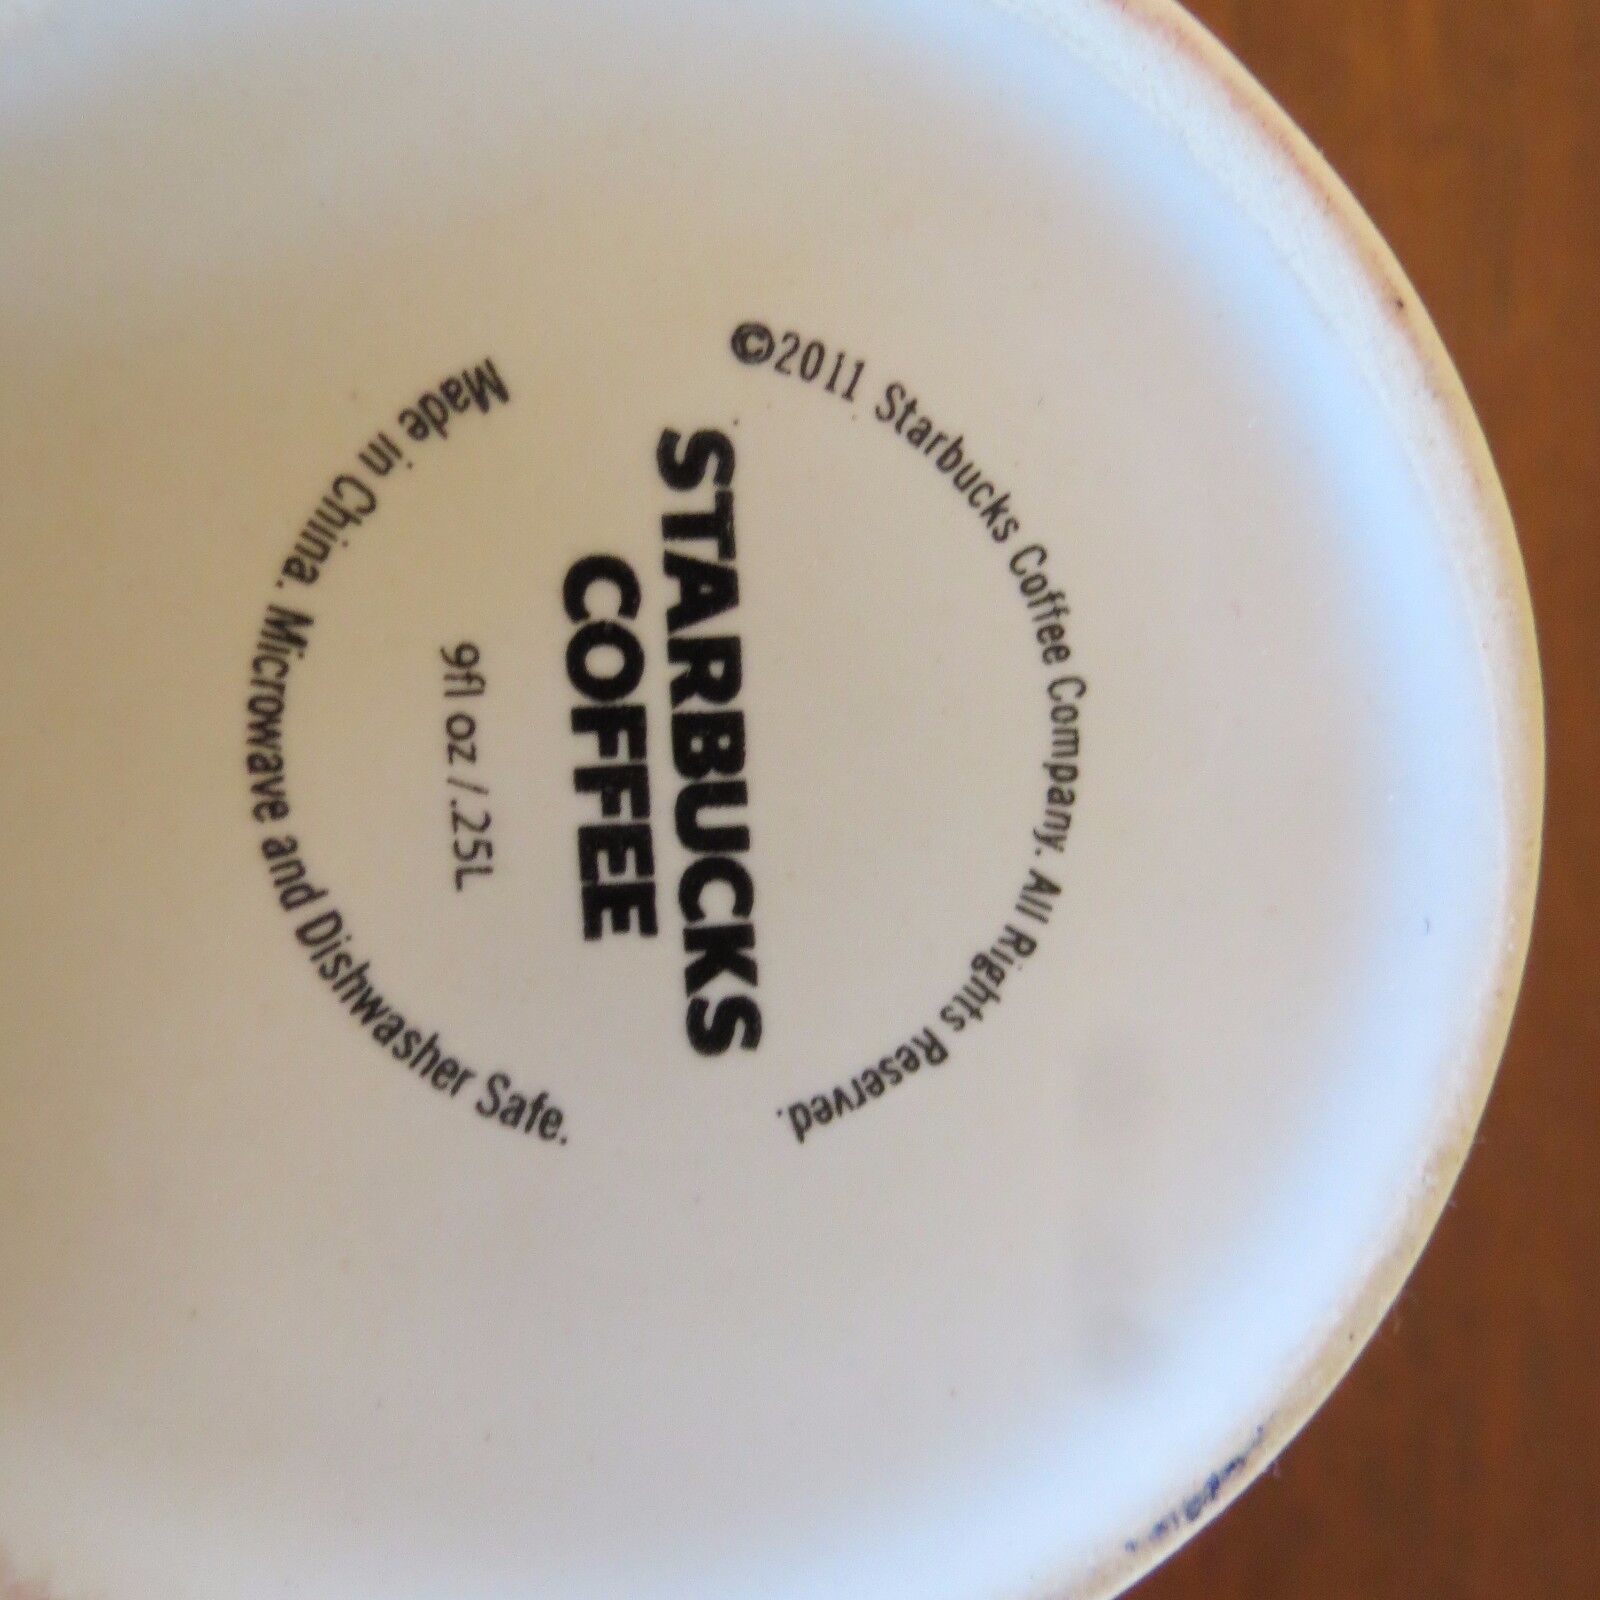 ©2011 Starbucks Coffee Company. All Rights Reserved.
STARBUCKS
COFFEE
9fl oz / .25L
Made in China. Microwave and Dishwasher Safe.